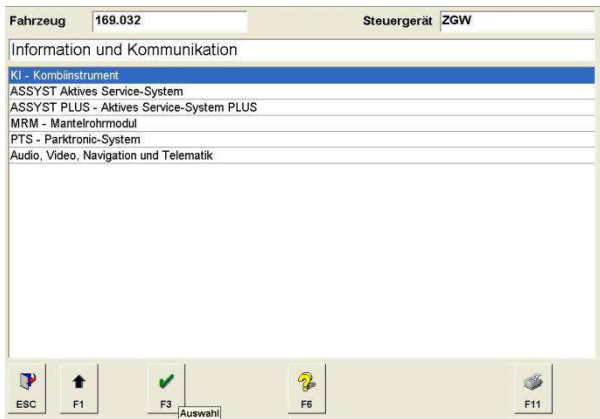 Fahrzeug 169.032 Steuergerät ZGW
Information und Kommunikation
KI - Kombiinstrument
ASSYST Aktives Service-System
ASSYST PLUS - Aktives Service-System PLUS
MRM - Mantelrohrmodul
PTS - Parktronic-System
Audio, Video, Navigation und Telematik
ESC F1 F3 F6 F11
Auswahl